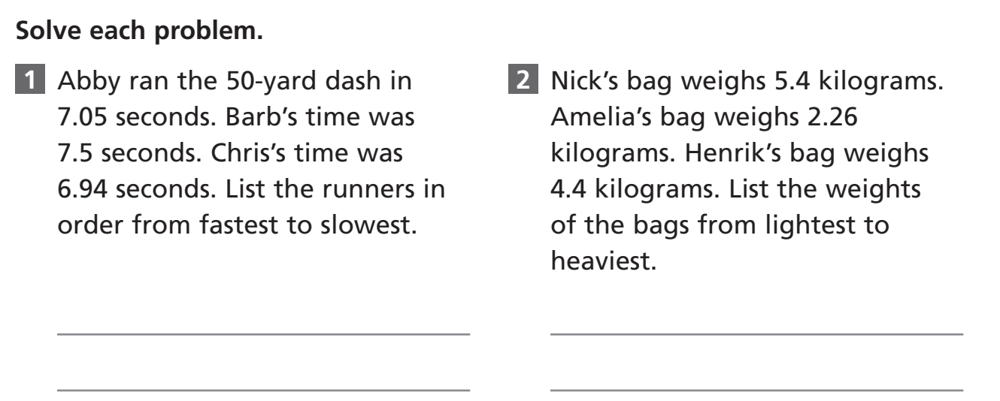 Solve each problem.
1 Abby ran the 50-yard dash in
7.05 seconds. Barb’s time was
7.5 seconds. Chris’s time was
6.94 seconds. List the runners in
order from fastest to slowest.
2 Nick’s bag weighs 5.4 kilograms.
Amelia’s bag weighs 2.26
kilograms. Henrik’s bag weighs
4.4 kilograms. List the weights
of the bags from lightest to
heaviest.